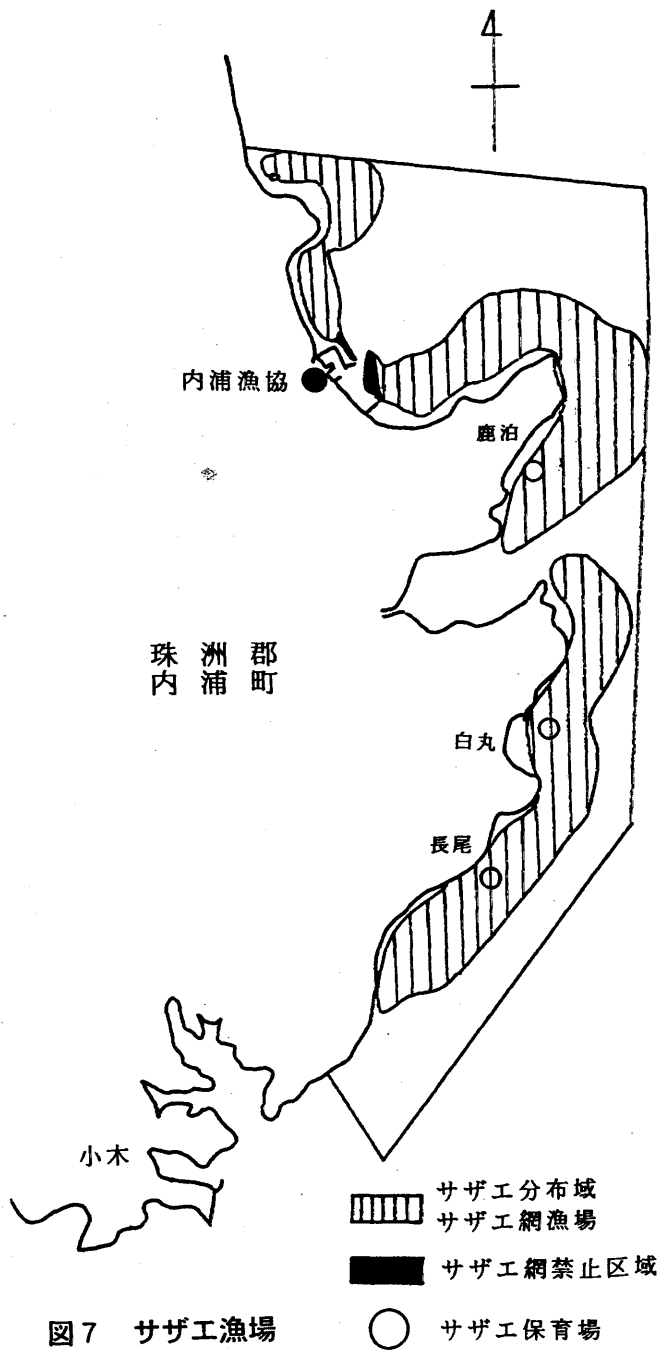 4
内浦漁協
鹿泊
珠洲郡
内浦町
白丸
長尾
小木
サザエ分布域
サザエ網漁場
サザエ網禁止区域
サザエ保育場
図7 サザエ漁場